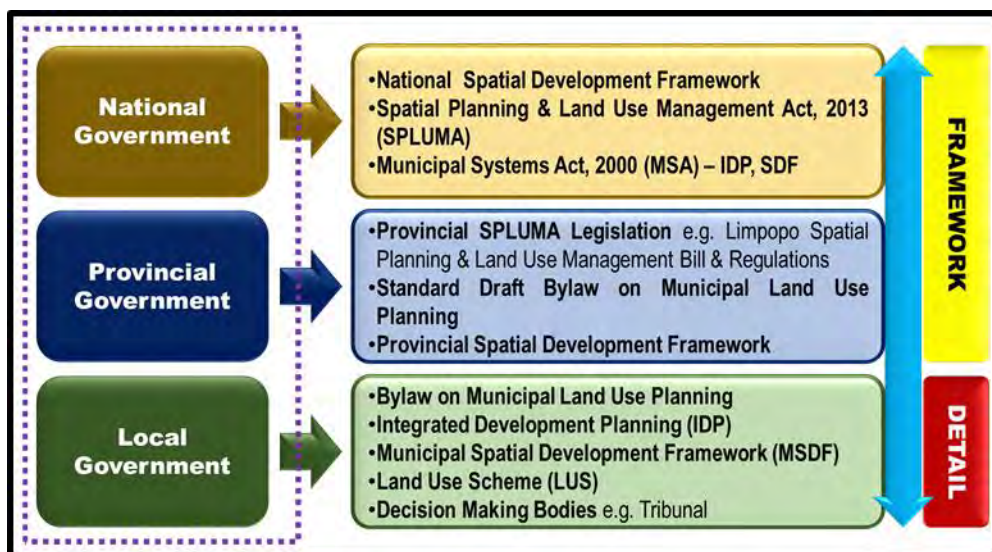 National
Government
•National Spatial Development Framework
•Spatial Planning & Land Use Management Act, 2013
(SPLUMA)
•Municipal Systems Act, 2000 (MSA) – IDP, SDF
Provincial
Government
•Provincial SPLUMA Legislation e.g. Limpopo Spatial
Planning & Land Use Management Bill & Regulations
•Standard Draft Bylaw on Municipal Land Use
Planning
•Provincial Spatial Development Framework
Local
Government
•Bylaw on Municipal Land Use Planning
•Integrated Development Planning (IDP)
•Municipal Spatial Development Framework (MSDF)
•Land Use Scheme (LUS)
•Decision Making Bodies e.g. Tribunal
FRAMEWORK
DETAIL